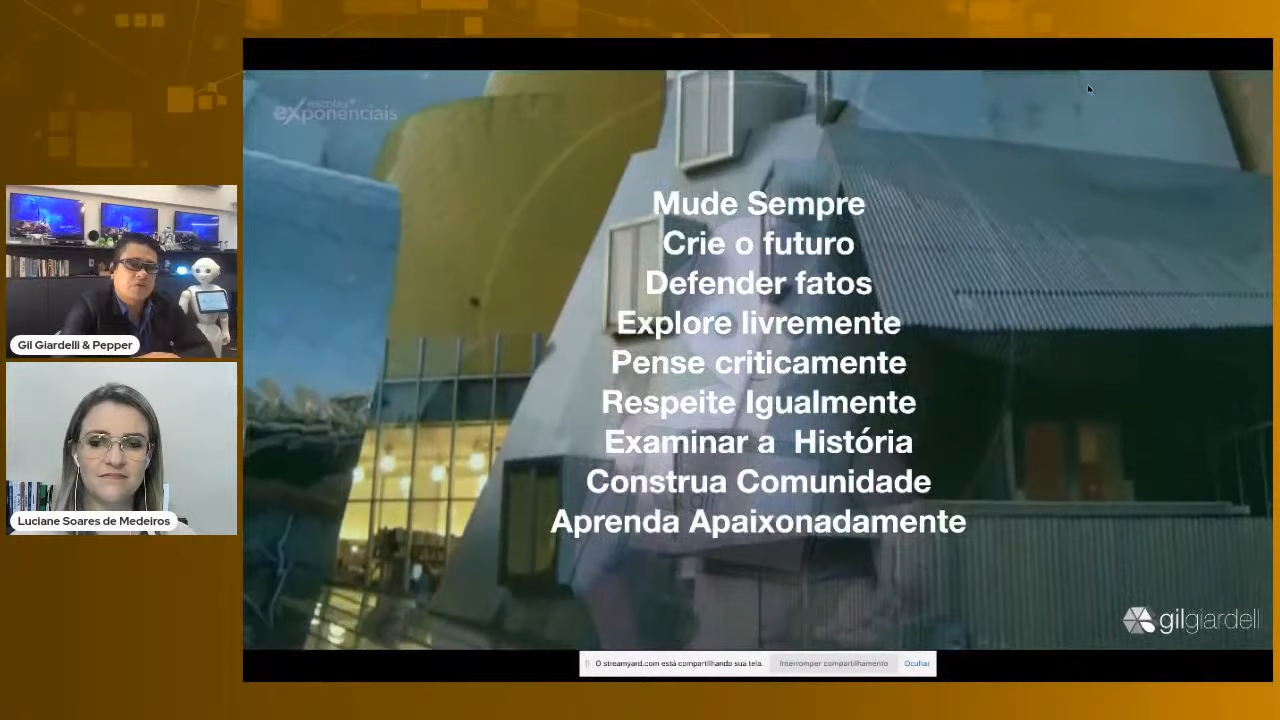 escolas
exponenciais
Mude Sempre
Crie o futuro
Defender fatos
Explore livremente
Pense criticamente
Respeite Igualmente
Examinar a História
Construa Comunidade
Aprenda Apaixonadamente
Gil Giardelli & Pepper
Luciane Soares de Medeiros
gilgiardelli
O streamyard.com está compartilhando sua tela. Interromper compartilhamento Ocultar